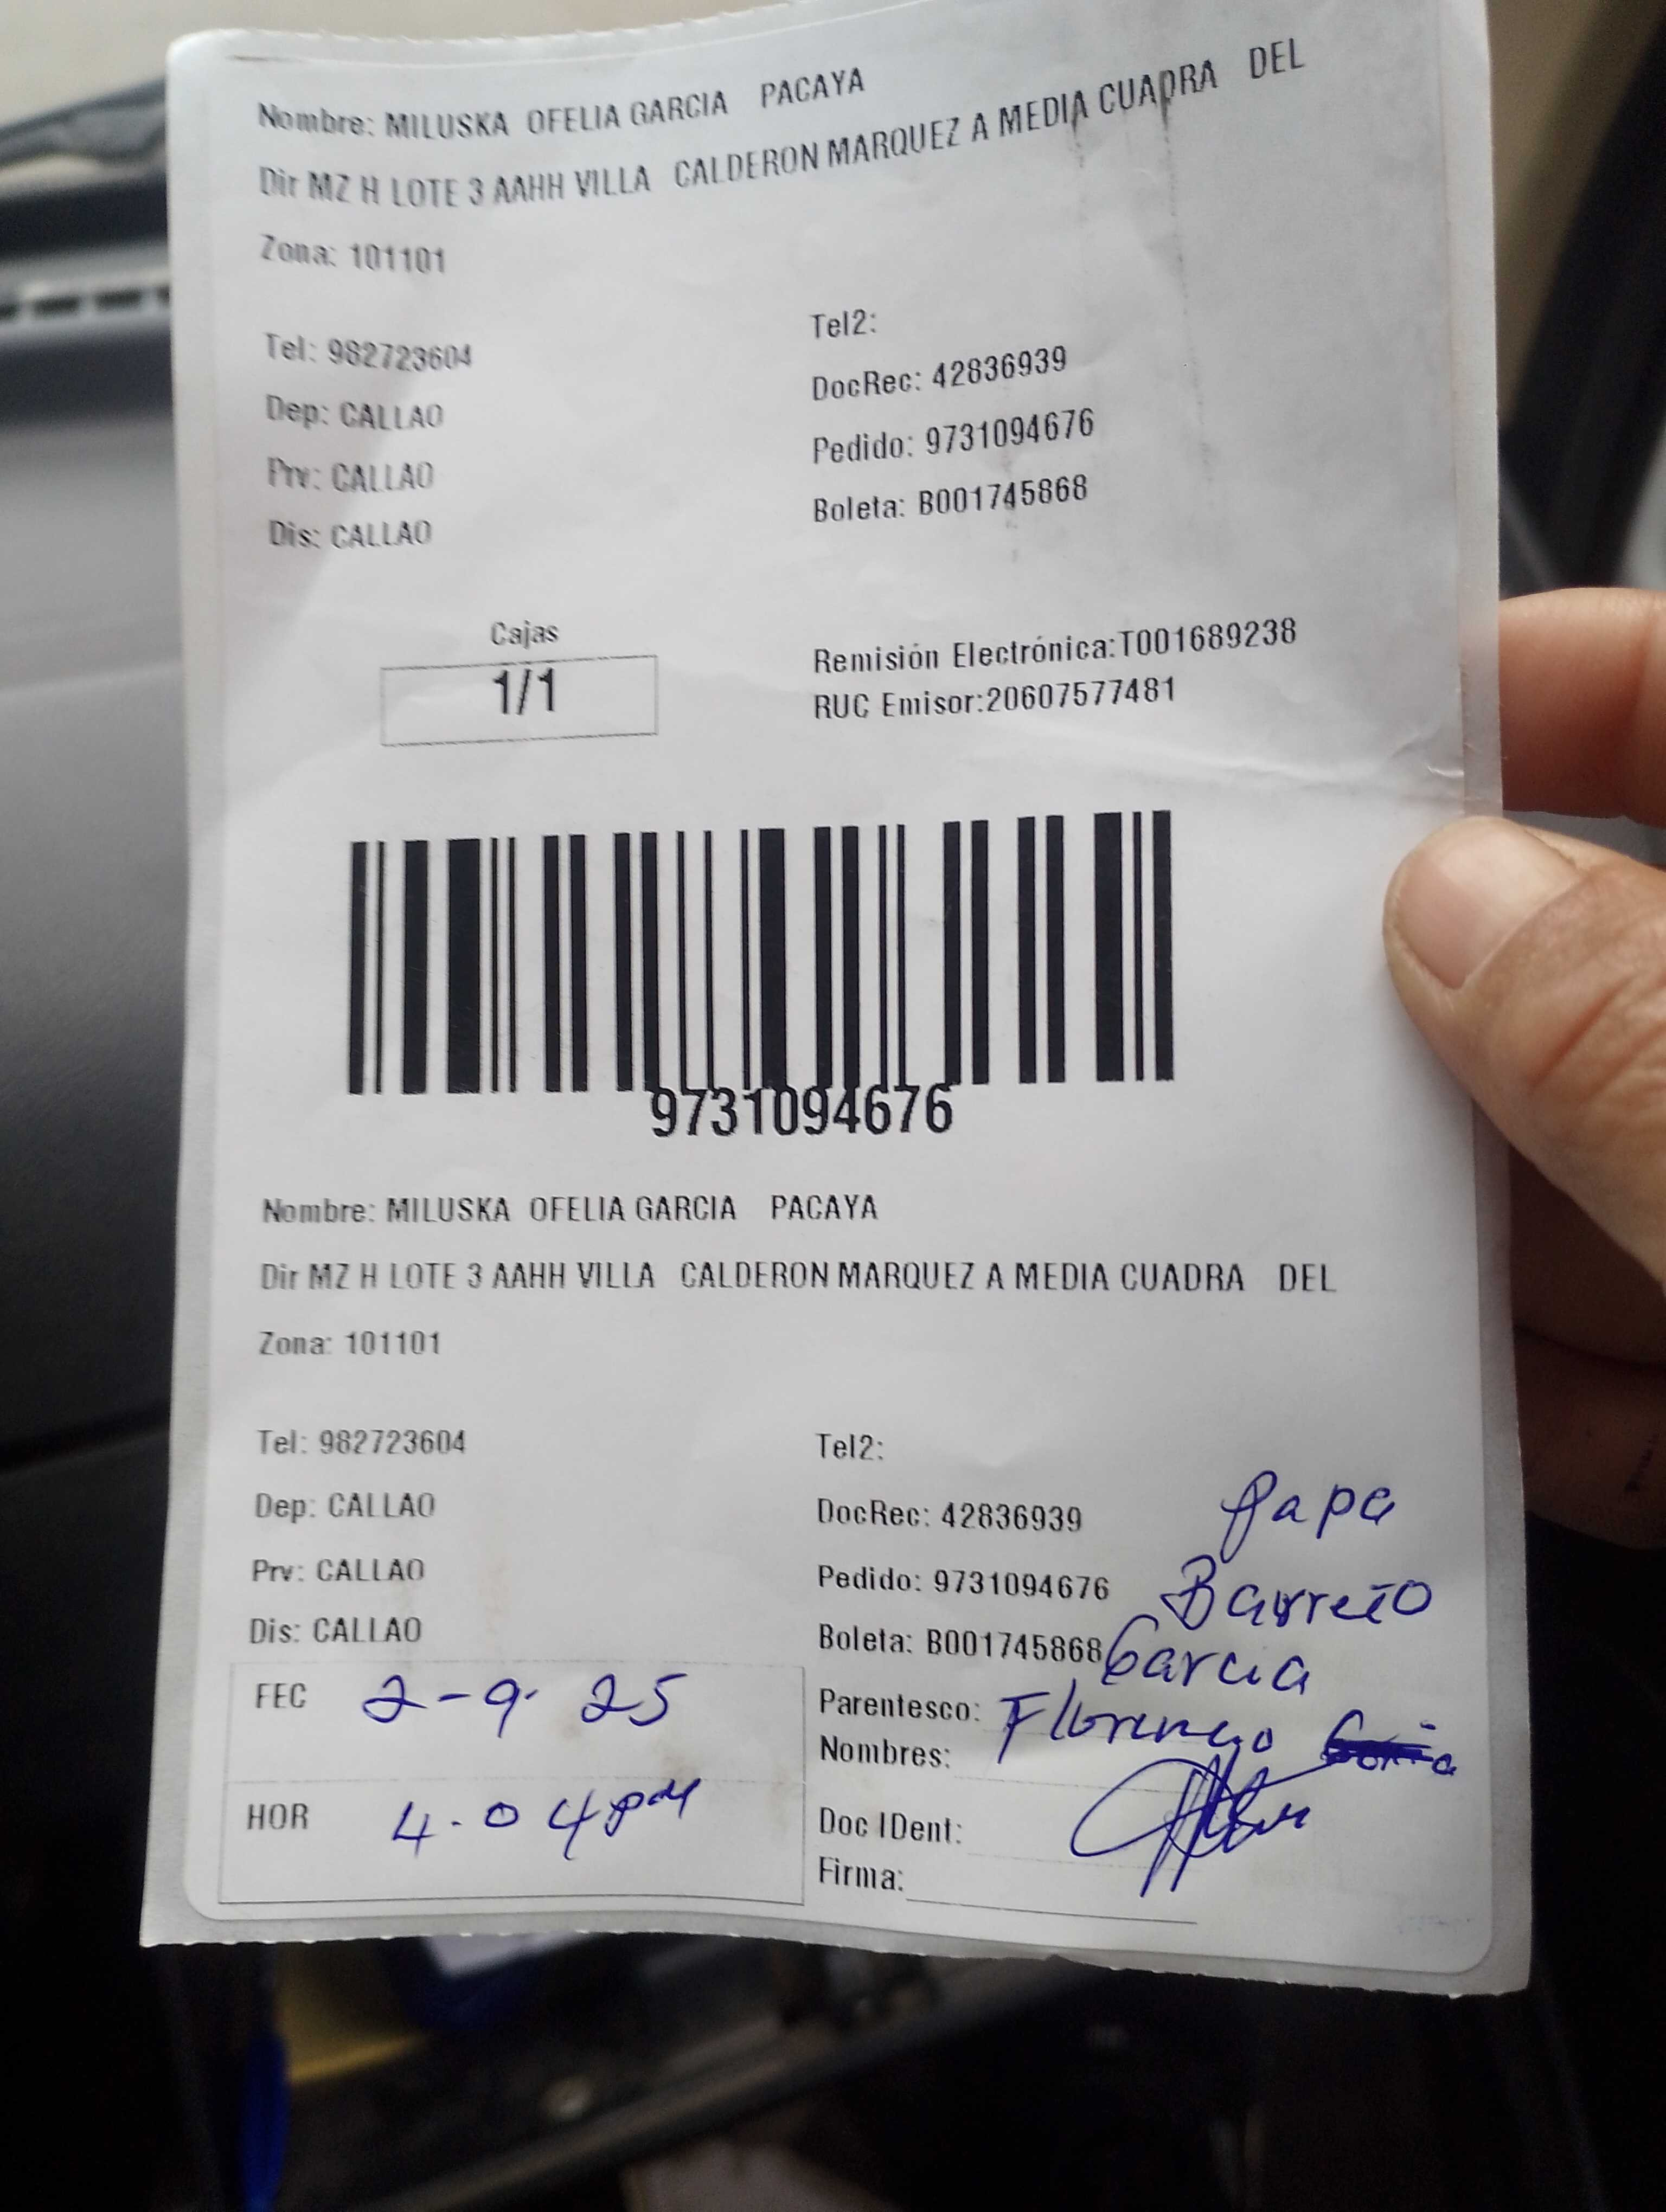 Nombre: MILUSKA OFELIA GARCIA PACAYA
Dir MZ H LOTE 3 AAHH VILLA CALDERON MARQUEZ A MEDIA CUADRA DEL
Zona: 101101
Tel: 982723604
Tel2:
Dep: CALLAO
DocRec: 42836939
Prv: CALLAO
Pedido: 9731094676
Dis: CALLAO
Boleta: B001745868
Cajas
1/1
Remisión Electrónica:T001689238
RUC Emisor:20607577481
9731094676
Nombre: MILUSKA OFELIA GARCIA PACAYA
Dir MZ H LOTE 3 AAHH VILLA CALDERON MARQUEZ A MEDIA CUADRA DEL
Zona: 101101
Tel: 982723604
Tel2:
Dep: CALLAO
DocRec: 42836939 Papa
Prv: CALLAO
Pedido: 9731094676 Barreto
Dis: CALLAO
Boleta: B001745868 Garcia
FEC 2-9-25
Parentesco: Florencio
Nombres:
HOR 4.04 pm
Doc IDent:
Firma: